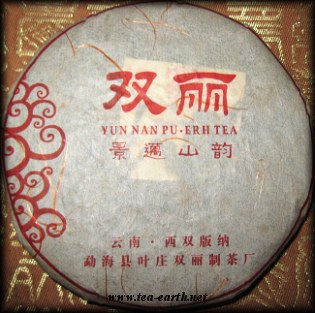 双丽
YUN NAN PU-ERH TEA
景邁山韵
云南·西双版纳
勐海县叶庄双丽制茶厂
www.tea-earth.net